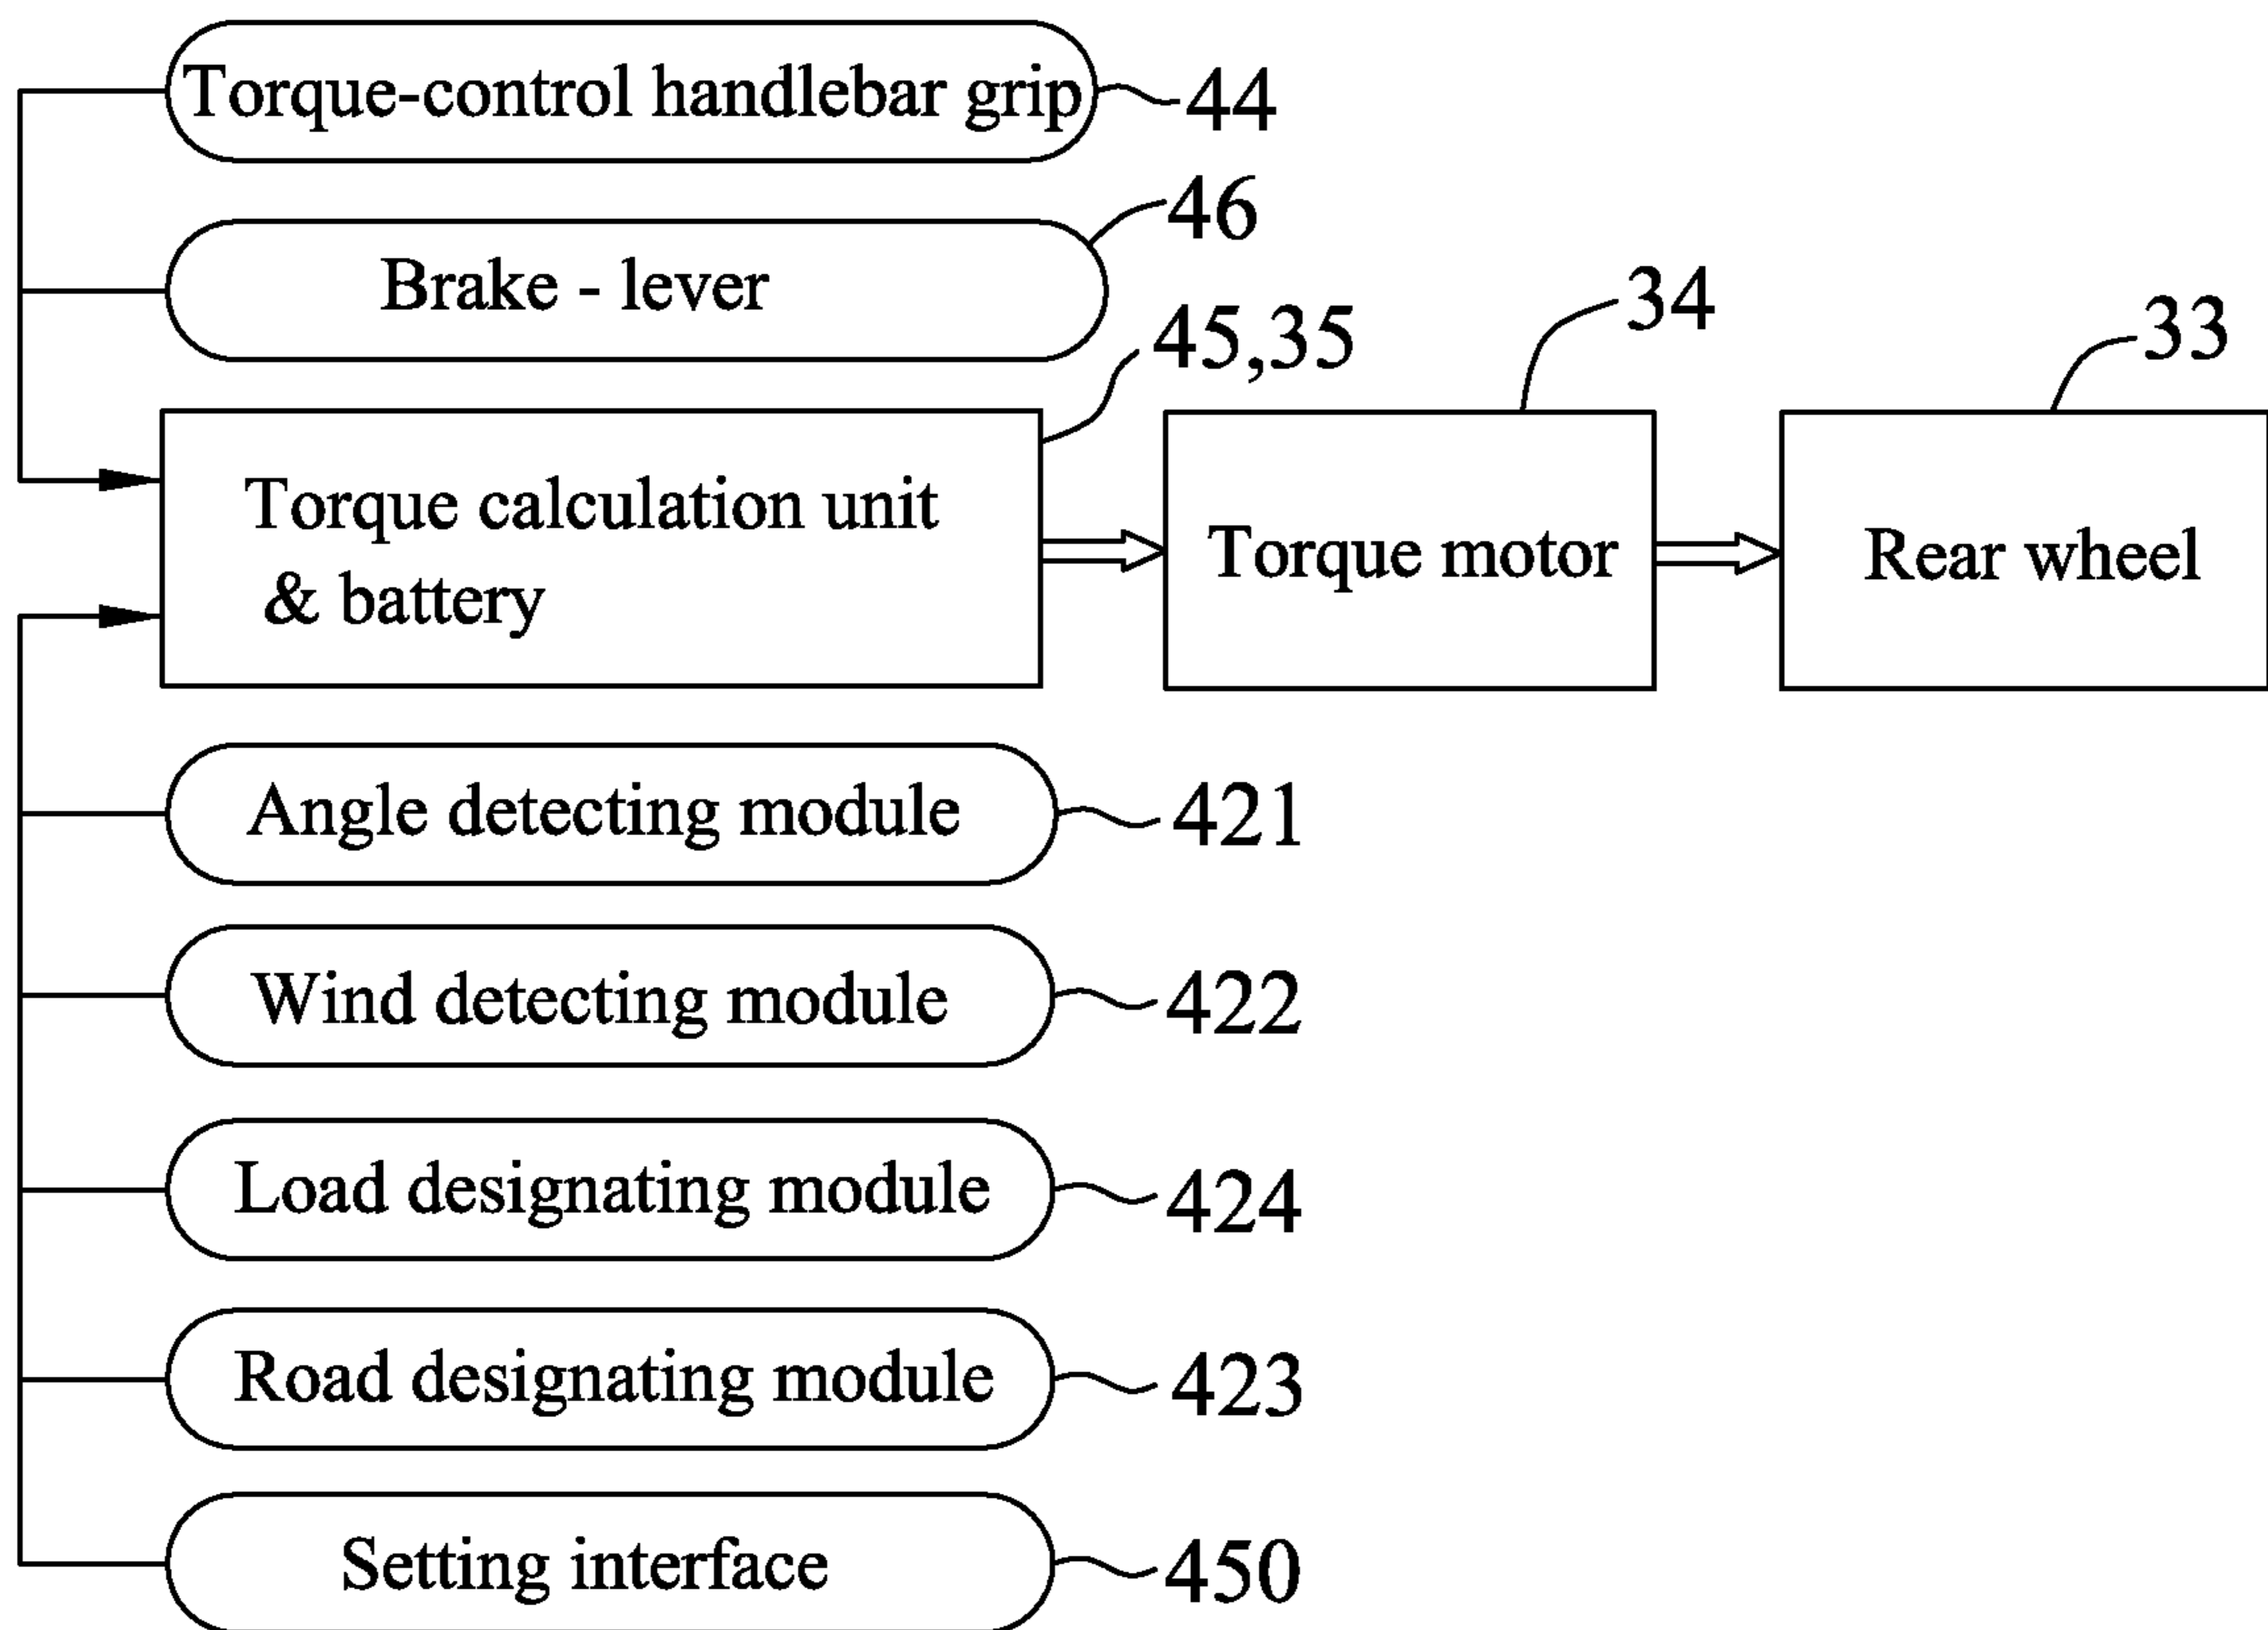 Torque-control handlebar grip
44
46
Brake - lever
45,35
34
33
Torque calculation unit
& battery
Torque motor
Rear wheel
Angle detecting module
421
Wind detecting module
422
Load designating module
424
Road designating module
423
Setting interface
450